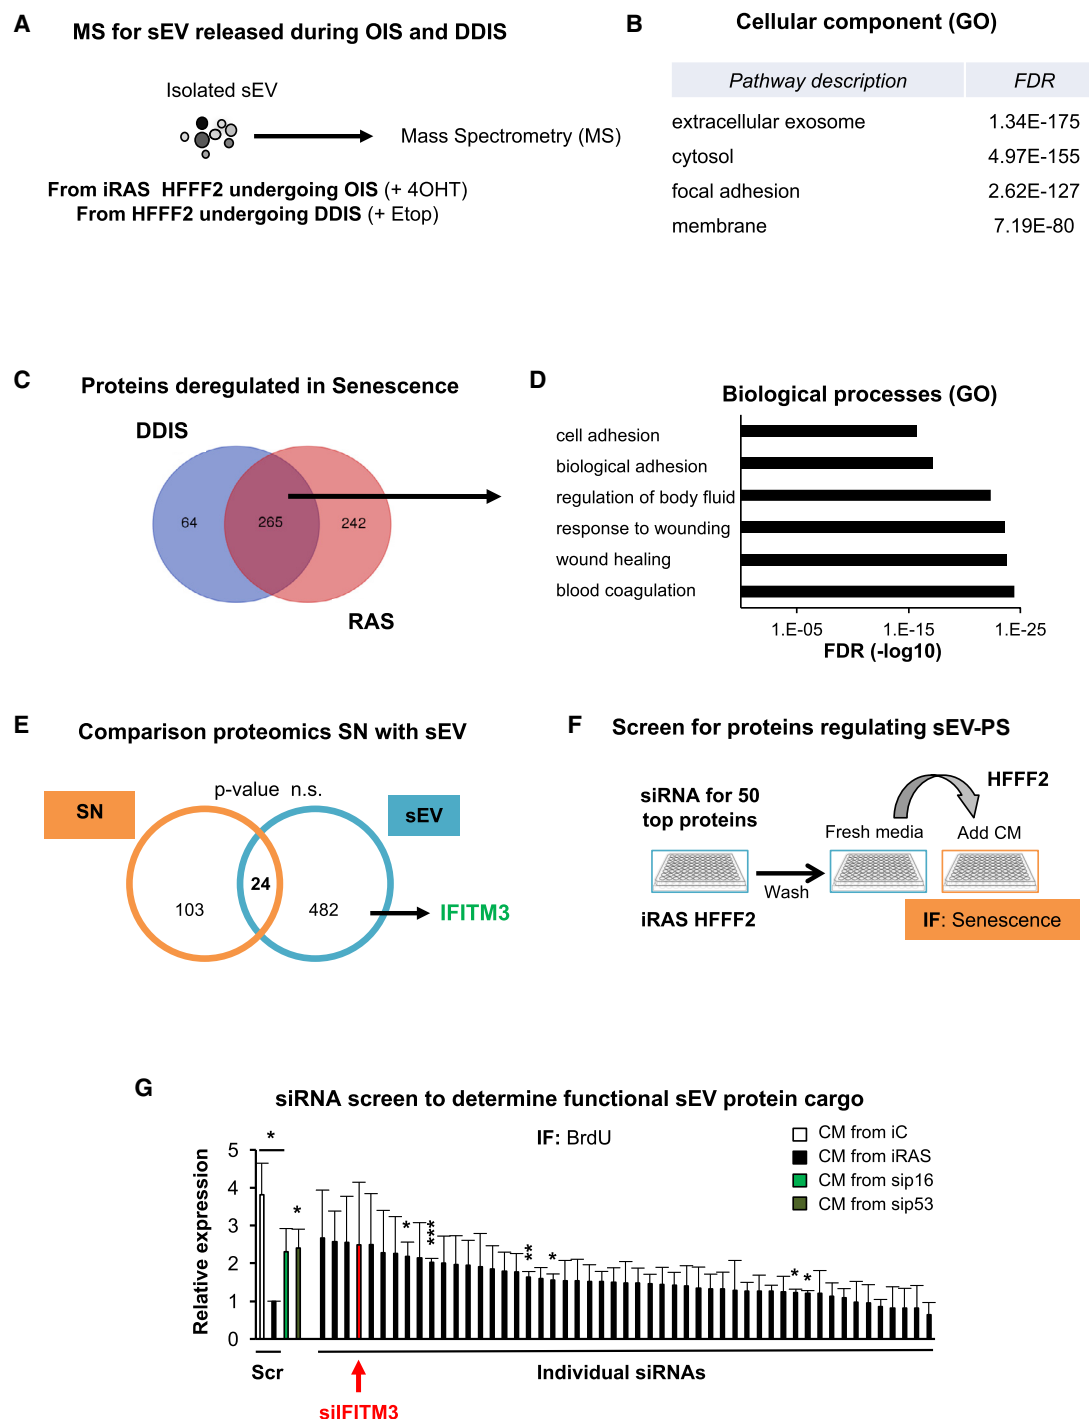 A
MS for sEV released during OIS and DDIS
Isolated sEV
Mass Spectrometry (MS)
From iRAS HFFF2 undergoing OIS (+ 4OHT)
From HFFF2 undergoing DDIS (+ Etop)
B
Cellular component (GO)
Pathway description FDR
extracellular exosome 1.34E-175
cytosol 4.97E-155
focal adhesion 2.62E-127
membrane 7.19E-80
C
Proteins deregulated in Senescence
DDIS
64 265 242
RAS
D
Biological processes (GO)
cell adhesion
biological adhesion
regulation of body fluid
response to wounding
wound healing
blood coagulation
1.E-05 1.E-15 1.E-25
FDR (-log10)
E
Comparison proteomics SN with sEV
p-value n.s.
SN
sEV
103 24 482
IFITM3
F
Screen for proteins regulating sEV-PS
HFFF2
siRNA for 50
top proteins
Fresh media Add CM
Wash
iRAS HFFF2
IF: Senescence
G
siRNA screen to determine functional sEV protein cargo
IF: BrdU
CM from iC
CM from iRAS
CM from sip16
CM from sip53
Relative expression
5
4
3
2
1
0
* * * *** ** * * *
Scr
Individual siRNAs
siIFITM3